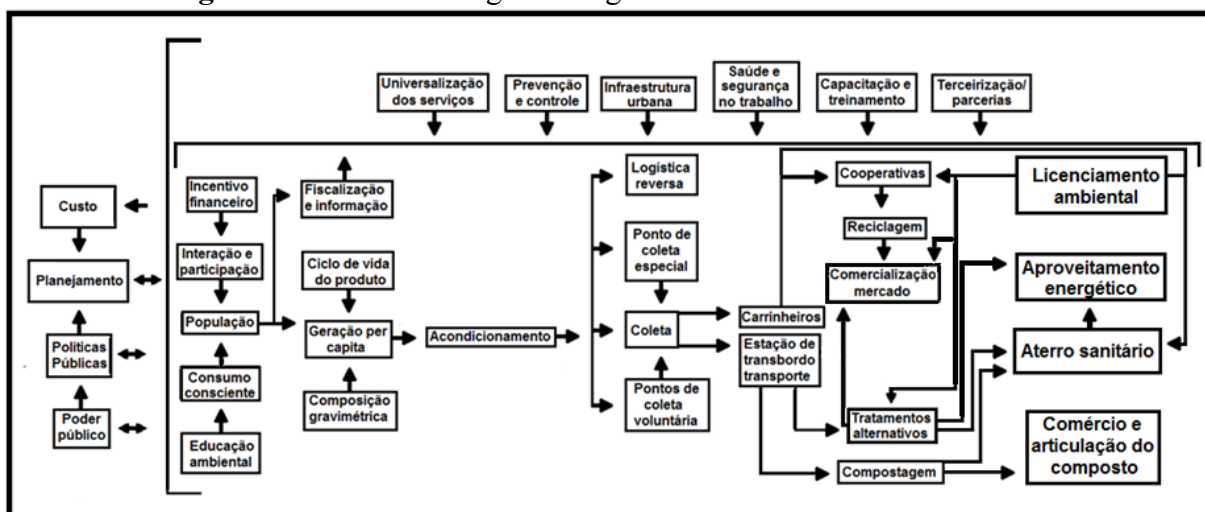 Universalização
dos serviços
Prevenção
e controle
Infraestrutura
urbana
Saúde e
segurança
no trabalho
Capacitação e
treinamento
Terceirização/
parcerias
Custo
Planejamento
Políticas
Públicas
Poder
público
Incentivo
financeiro
Interação e
participação
População
Consumo
consciente
Educação
ambiental
Fiscalização
e informação
Ciclo de vida
do produto
Geração per
capita
Composição
gravimétrica
Acondicionamento
Logística
reversa
Ponto de
coleta
especial
Coleta
Pontos de
coleta
voluntária
Carrinheiros
Estação de
transbordo
transporte
Cooperativas
Reciclagem
Comercialização
mercado
Tratamentos
alternativos
Compostagem
Licenciamento
ambiental
Aproveitamento
energético
Aterro sanitário
Comércio e
articulação do
composto